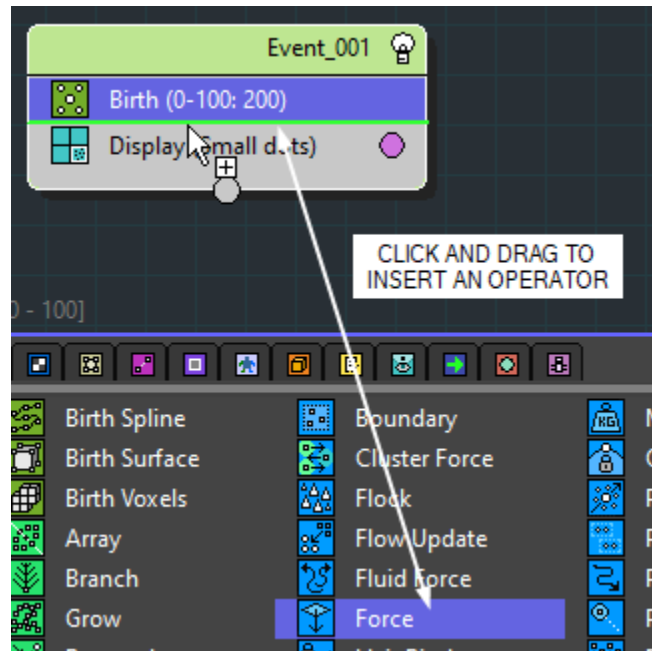 Event_001
Birth (0-100: 200)
Display (Small dots)
CLICK AND DRAG TO
INSERT AN OPERATOR
0 - 100]
KG
Birth Spline
Boundary
Birth Surface
Cluster Force
Birth Voxels
Flock
Array
Flow Update
Branch
Fluid Force
Grow
Force